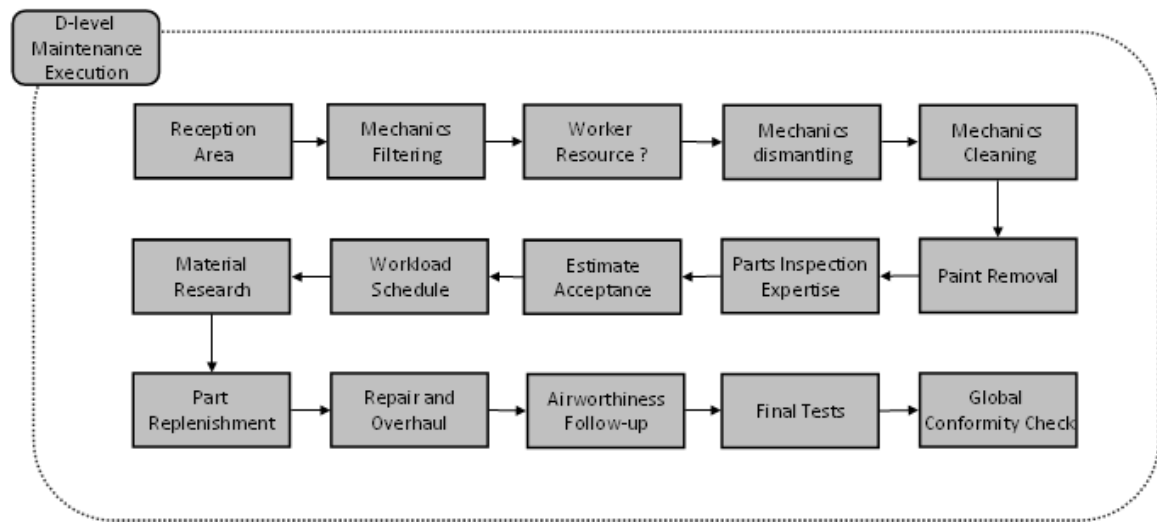 D-level
Maintenance
Execution
Reception
Area
Mechanics
Filtering
Worker
Resource ?
Mechanics
dismantling
Mechanics
Cleaning
Paint Removal
Parts Inspection
Expertise
Estimate
Acceptance
Workload
Schedule
Material
Research
Part
Replenishment
Repair and
Overhaul
Airworthiness
Follow-up
Final Tests
Global
Conformity Check